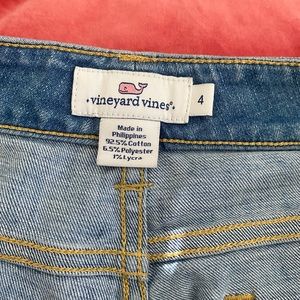 vineyard vines®
4
Made in
Philippines
92.5% Cotton
6.5% Polyester
1% Lycra